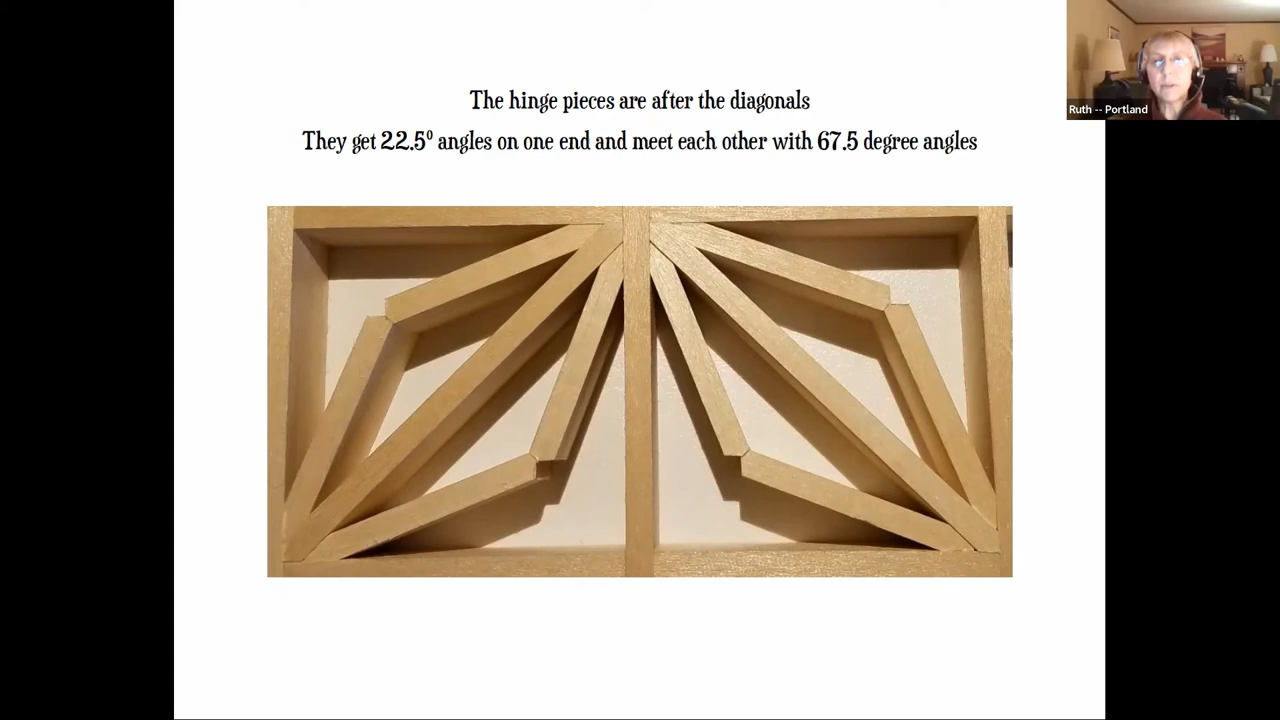 The hinge pieces are after the diagonals
They get 22.5⁰ angles on one end and meet each other with 67.5 degree angles
Ruth -- Portland